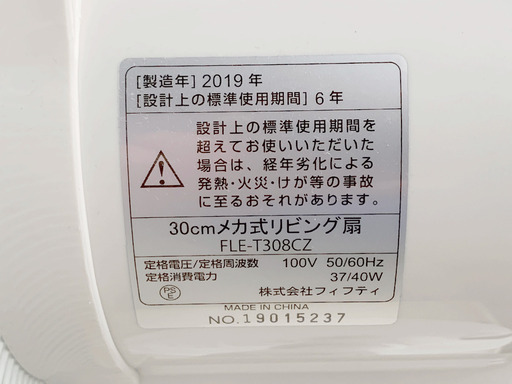 [製造年] 2019 年
[設計上の標準使用期間] 6 年
設計上の標準使用期間を
超えてお使いいただいた
場合は、経年劣化による
発熱・火災・けが等の事故
に至るおそれがあります。
30cmメカ式リビング扇
FLE-T308CZ
定格電圧/定格周波数 100V 50/60Hz
定格消費電力 37/40W
PSE 株式会社フィフティ
MADE IN CHINA
NO.19015237